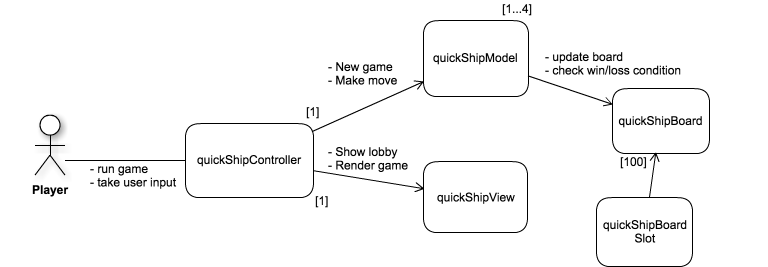 [1...4]
quickShipModel
- New game
- Make move
- update board
- check win/loss condition
[1]
quickShipBoard
Player
- run game
- take user input
quickShipController
- Show lobby
- Render game
[100]
[1]
quickShipView
quickShipBoard
Slot